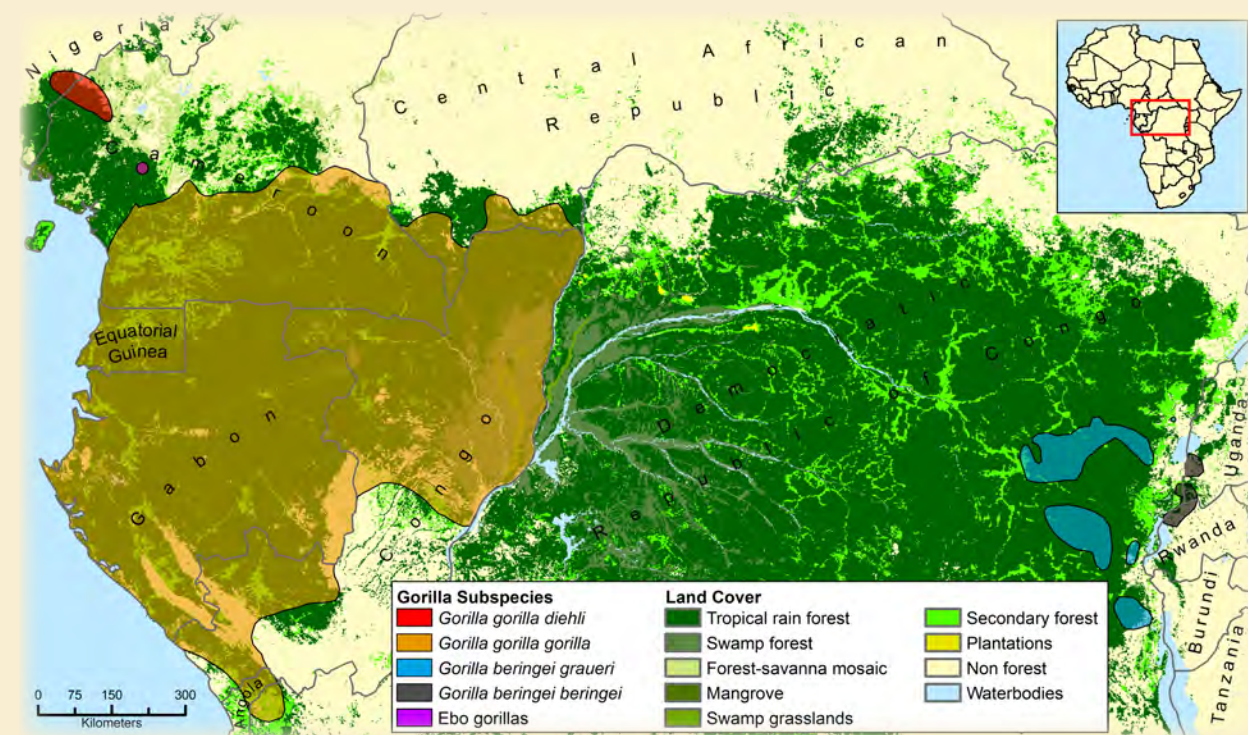 Nigeria
Central African
Republic
Cameroon
Equatorial
Guinea
Gabon
Congo
Democratic
Republic of Congo
Uganda
Rwanda
Burundi
Tanzania
Angola
0 75 150 300
Kilometers
Gorilla Subspecies
Gorilla gorilla diehli
Gorilla gorilla gorilla
Gorilla beringei graueri
Gorilla beringei beringei
Ebo gorillas
Land Cover
Tropical rain forest
Swamp forest
Forest-savanna mosaic
Mangrove
Swamp grasslands
Secondary forest
Plantations
Non forest
Waterbodies